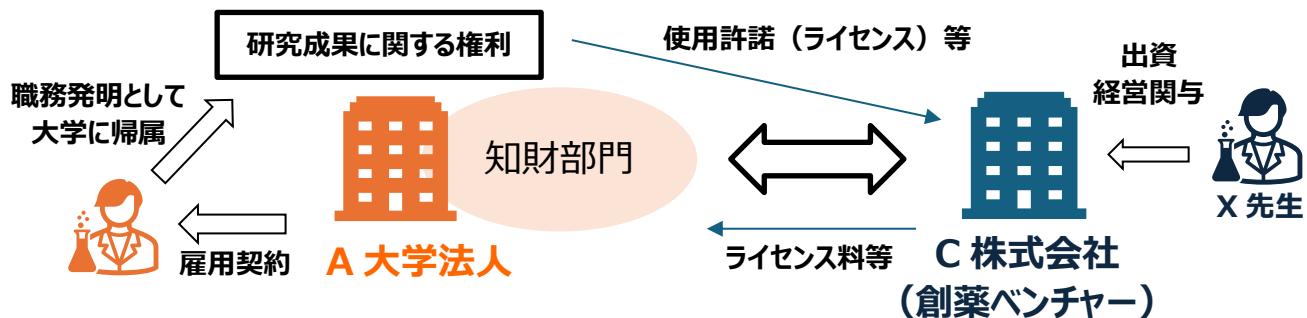 研究成果に関する権利
使用許諾（ライセンス）等
出資
経営関与
職務発明として
大学に帰属
知財部門
X 先生
雇用契約
A 大学法人
ライセンス料等
C 株式会社
（創薬ベンチャー）